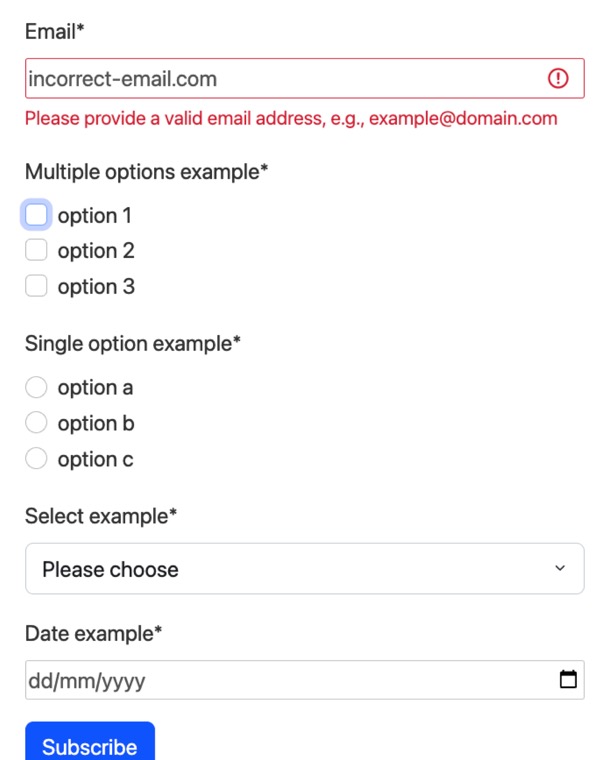 Email*
incorrect-email.com
Please provide a valid email address, e.g., example@domain.com
Multiple options example*
option 1
option 2
option 3
Single option example*
option a
option b
option c
Select example*
Please choose
Date example*
dd/mm/yyyy
Subscribe